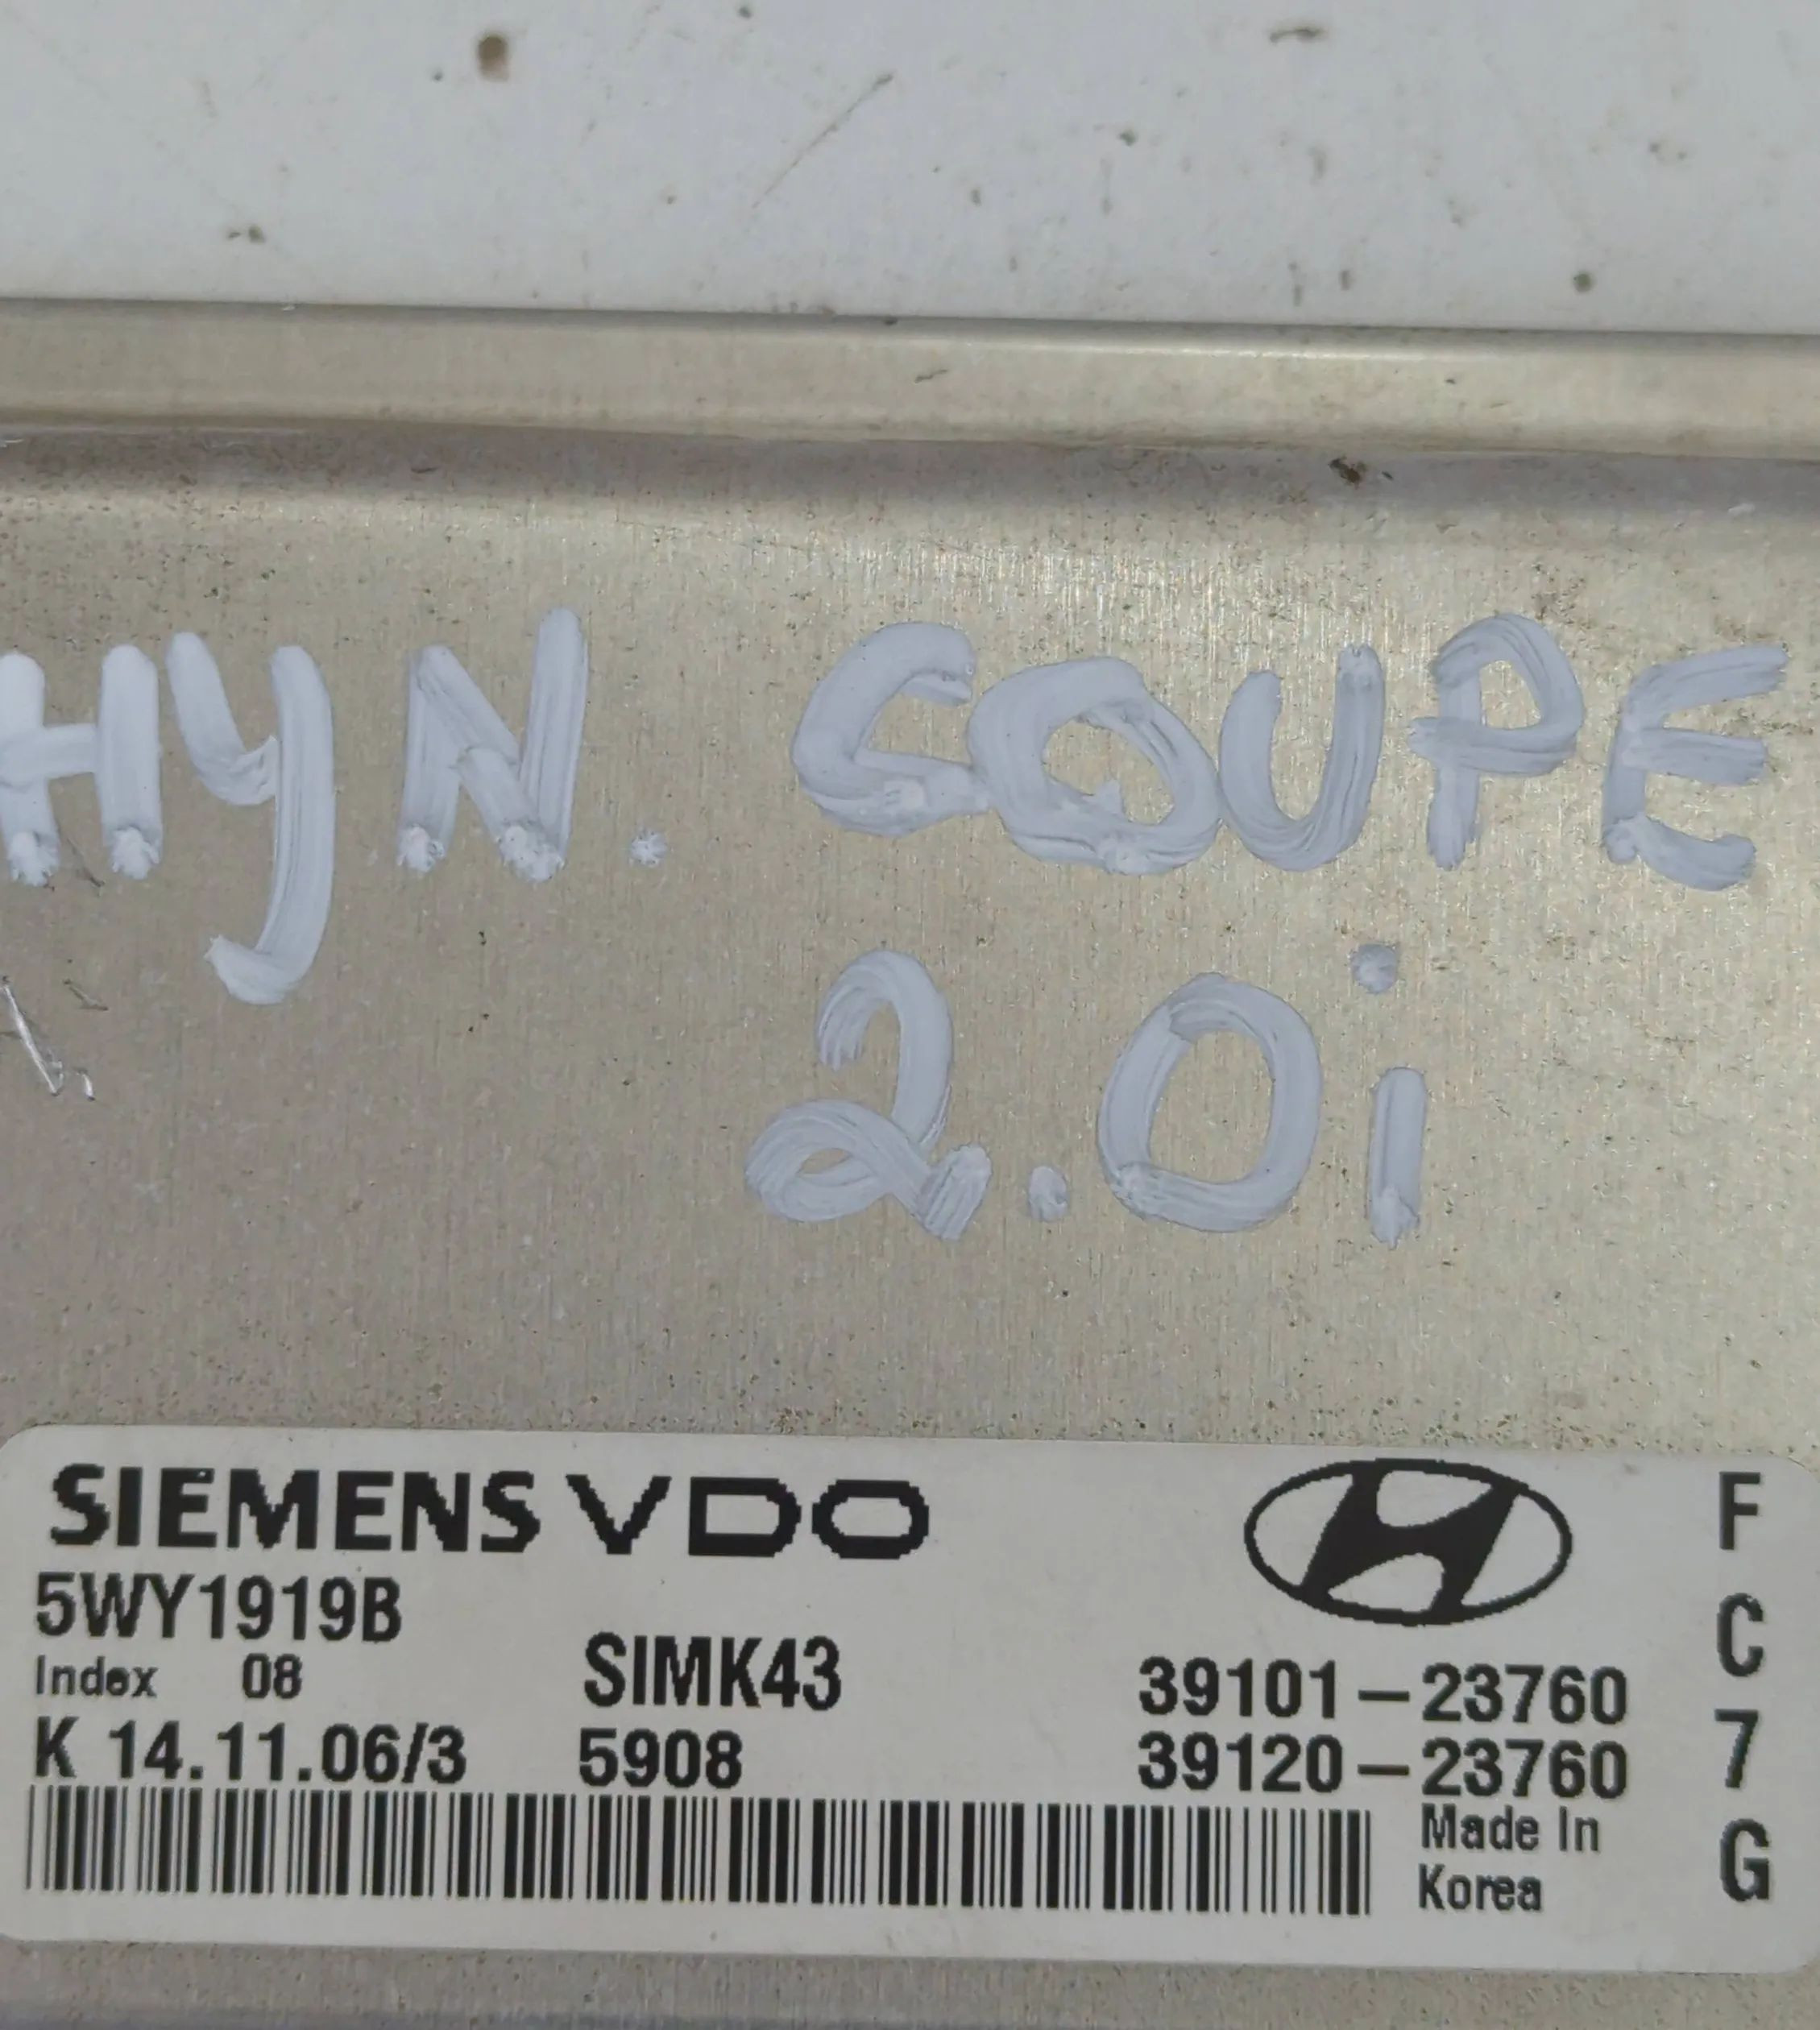 HYN. COUPE
2.0i
SIEMENS VDO
5WY1919B
Index 08
SIMK43
K 14.11.06/3
5908
39101-23760
39120-23760
Made In
Korea
F
C
7
G